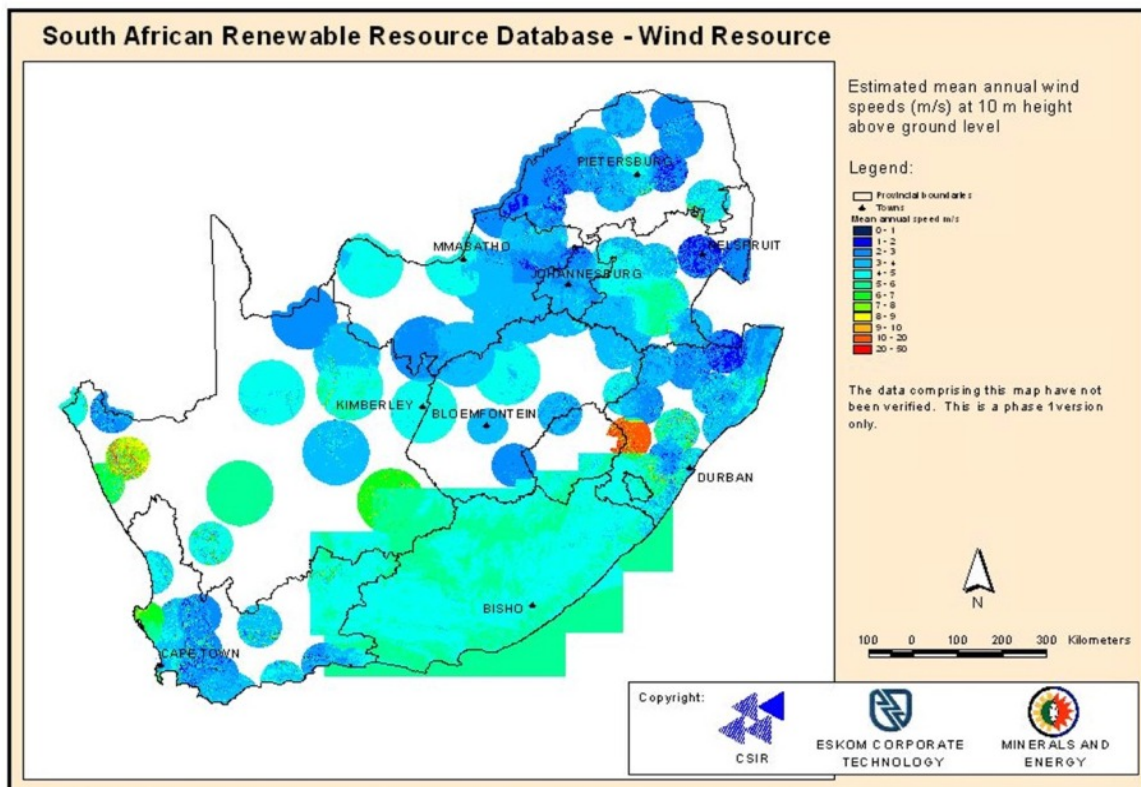 South African Renewable Resource Database - Wind Resource
Estimated mean annual wind
speeds (m/s) at 10 m height
above ground level
Legend:
Provincial boundaries
Towns
Mean annual speed m/s
0 - 1
1 - 2
2 - 3
3 - 4
4 - 5
5 - 6
6 - 7
7 - 8
8 - 9
9 - 10
10 - 20
20 - 50
The data comprising this map have not
been verified. This is a phase 1version
only.
PIETERSBURG
MMABATHO
NELSPRUIT
JOHANNESBURG
KIMBERLEY
BLOEMFONTEIN
DURBAN
BISHO
CAPE TOWN
N
100 0 100 200 300 Kilometers
Copyright:
CSIR
ESKOM CORPORATE
TECHNOLOGY
MINERALS AND
ENERGY